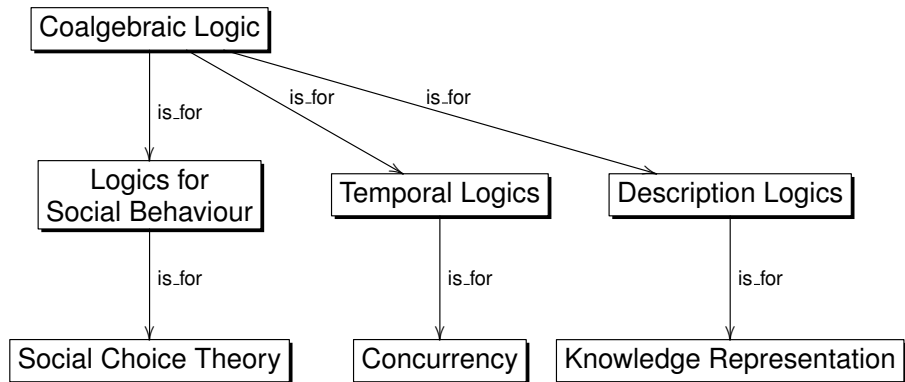 Coalgebraic Logic
is_for
is_for
is_for
Logics for
Social Behaviour
Temporal Logics
Description Logics
is_for
is_for
is_for
Social Choice Theory
Concurrency
Knowledge Representation